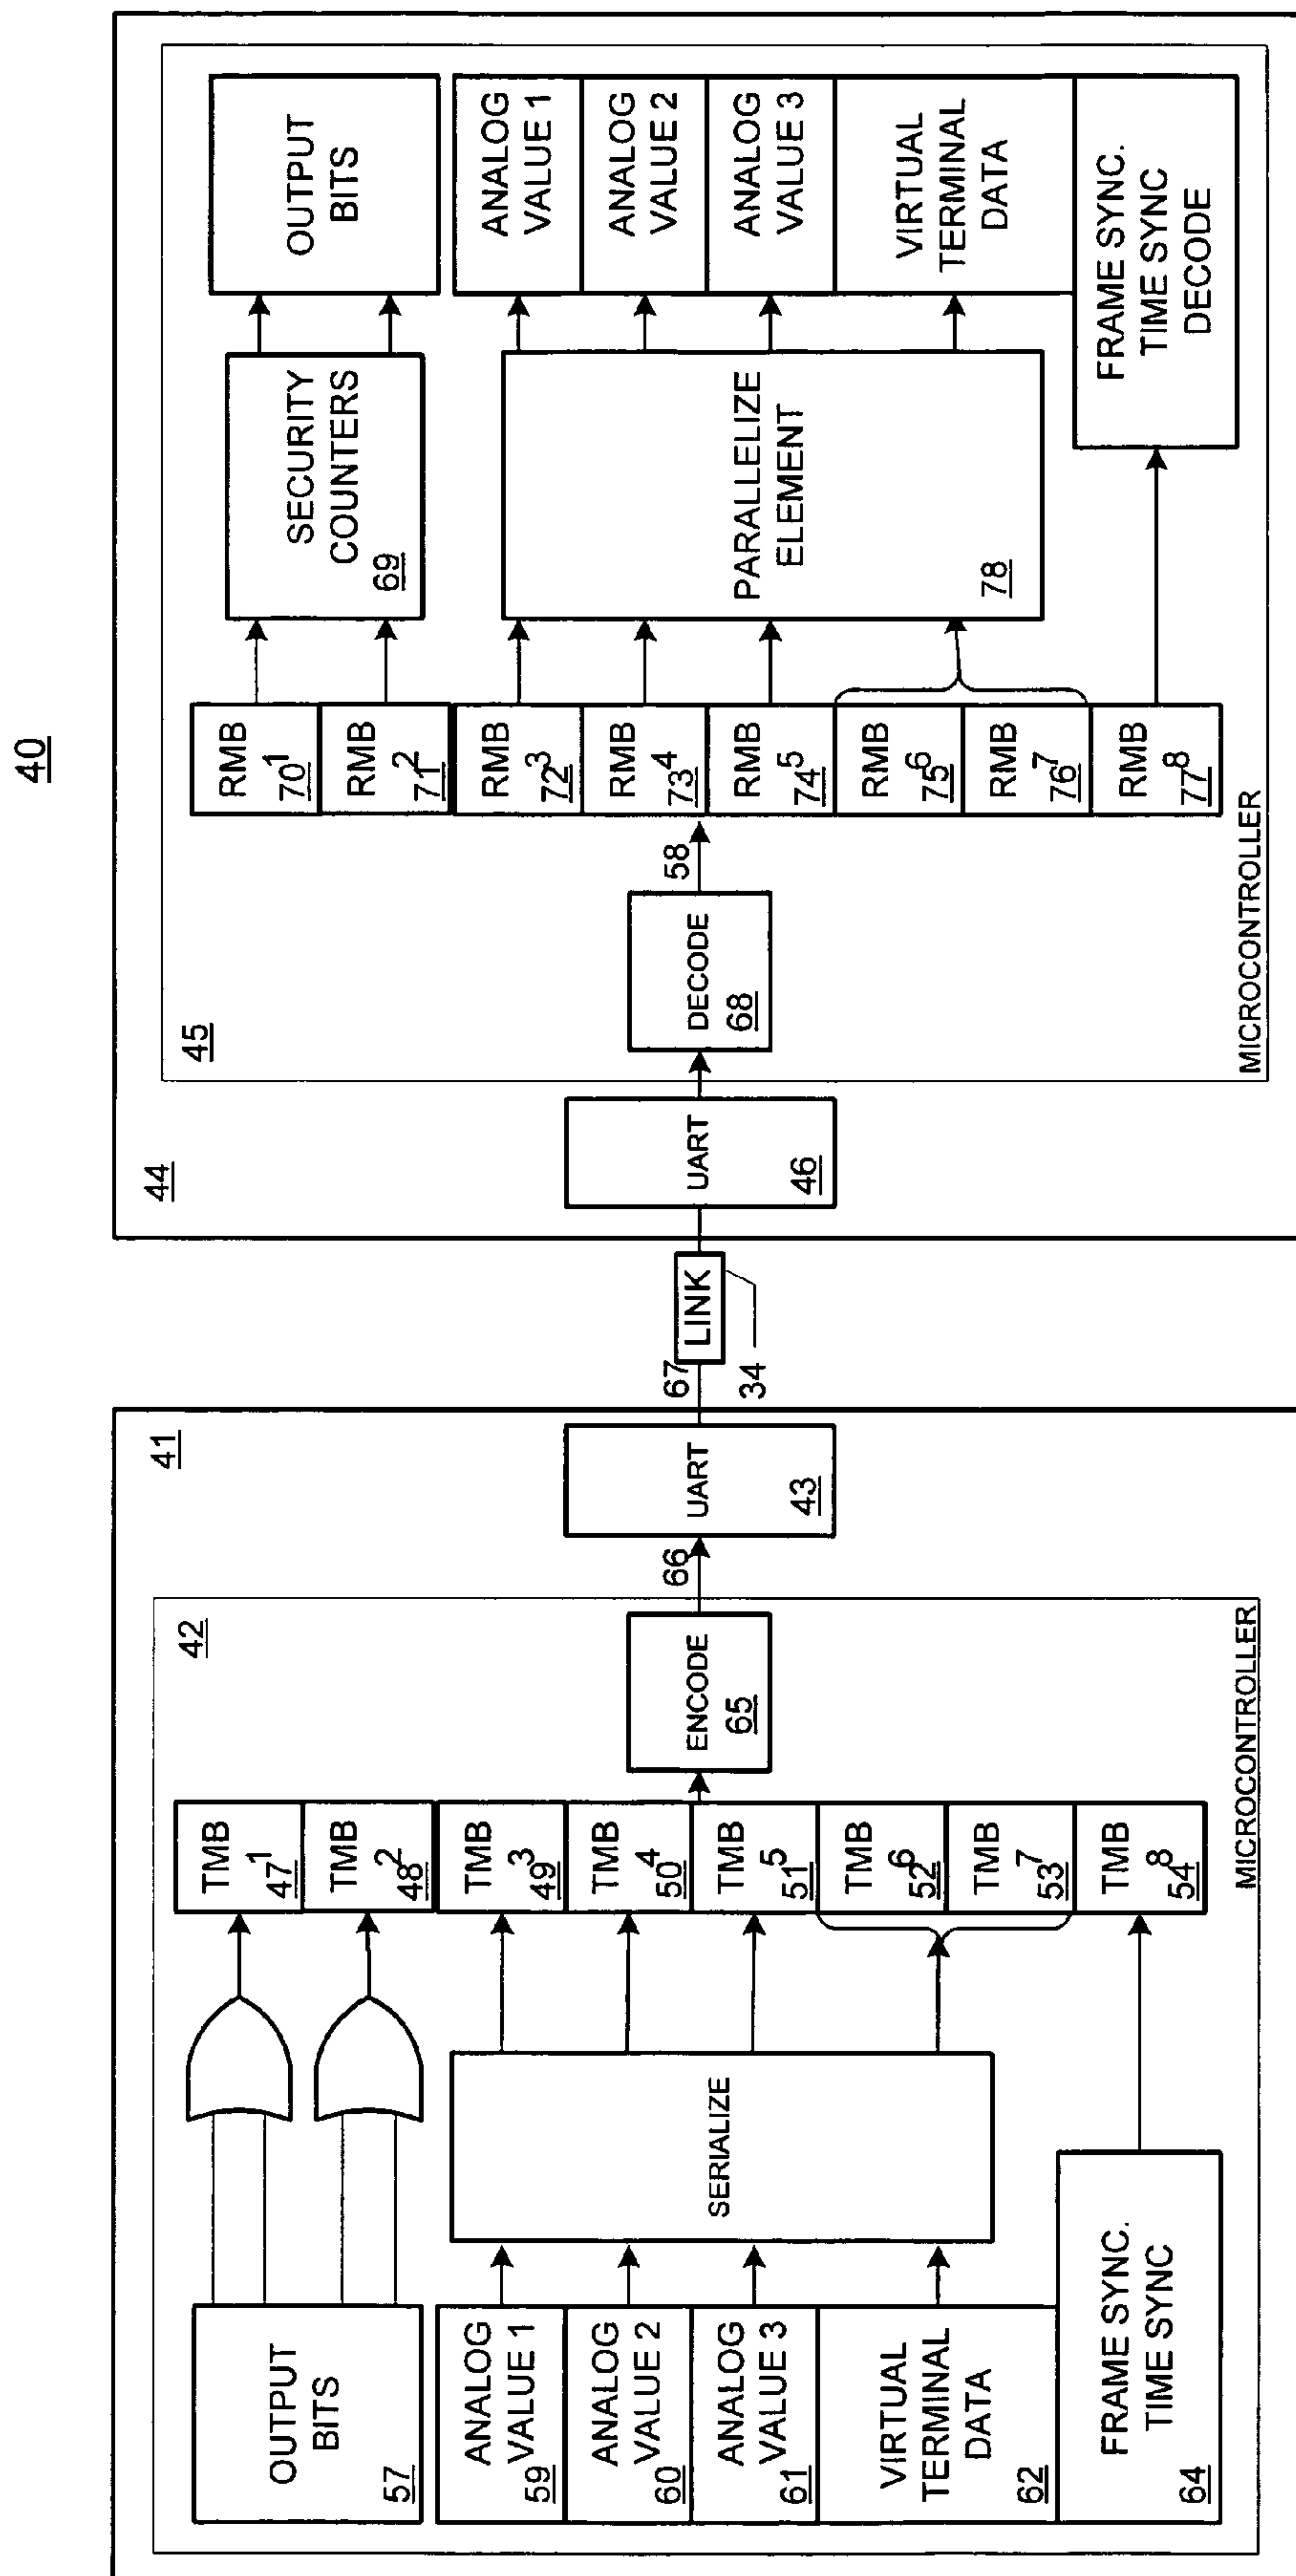 40
41
42
OUTPUT
BITS
57
ANALOG
VALUE 1
59
ANALOG
VALUE 2
60
ANALOG
VALUE 3
61
VIRTUAL
TERMINAL
DATA
62
FRAME SYNC.
TIME SYNC
64
SERIALIZE
TMB
1
47
TMB
2
48
TMB
3
49
TMB
4
50
TMB
5
51
TMB
6
52
TMB
7
53
TMB
8
54
ENCODE
65
66
MICROCONTROLLER
UART
43
67
LINK
34
44
UART
46
45
DECODE
68
58
RMB
1
70
RMB
2
71
RMB
3
72
RMB
4
73
RMB
5
74
RMB
6
75
RMB
7
76
RMB
8
77
SECURITY
COUNTERS
69
PARALLELIZE
ELEMENT
78
OUTPUT
BITS
ANALOG
VALUE 1
ANALOG
VALUE 2
ANALOG
VALUE 3
VIRTUAL
TERMINAL
DATA
FRAME SYNC.
TIME SYNC
DECODE
MICROCONTROLLER